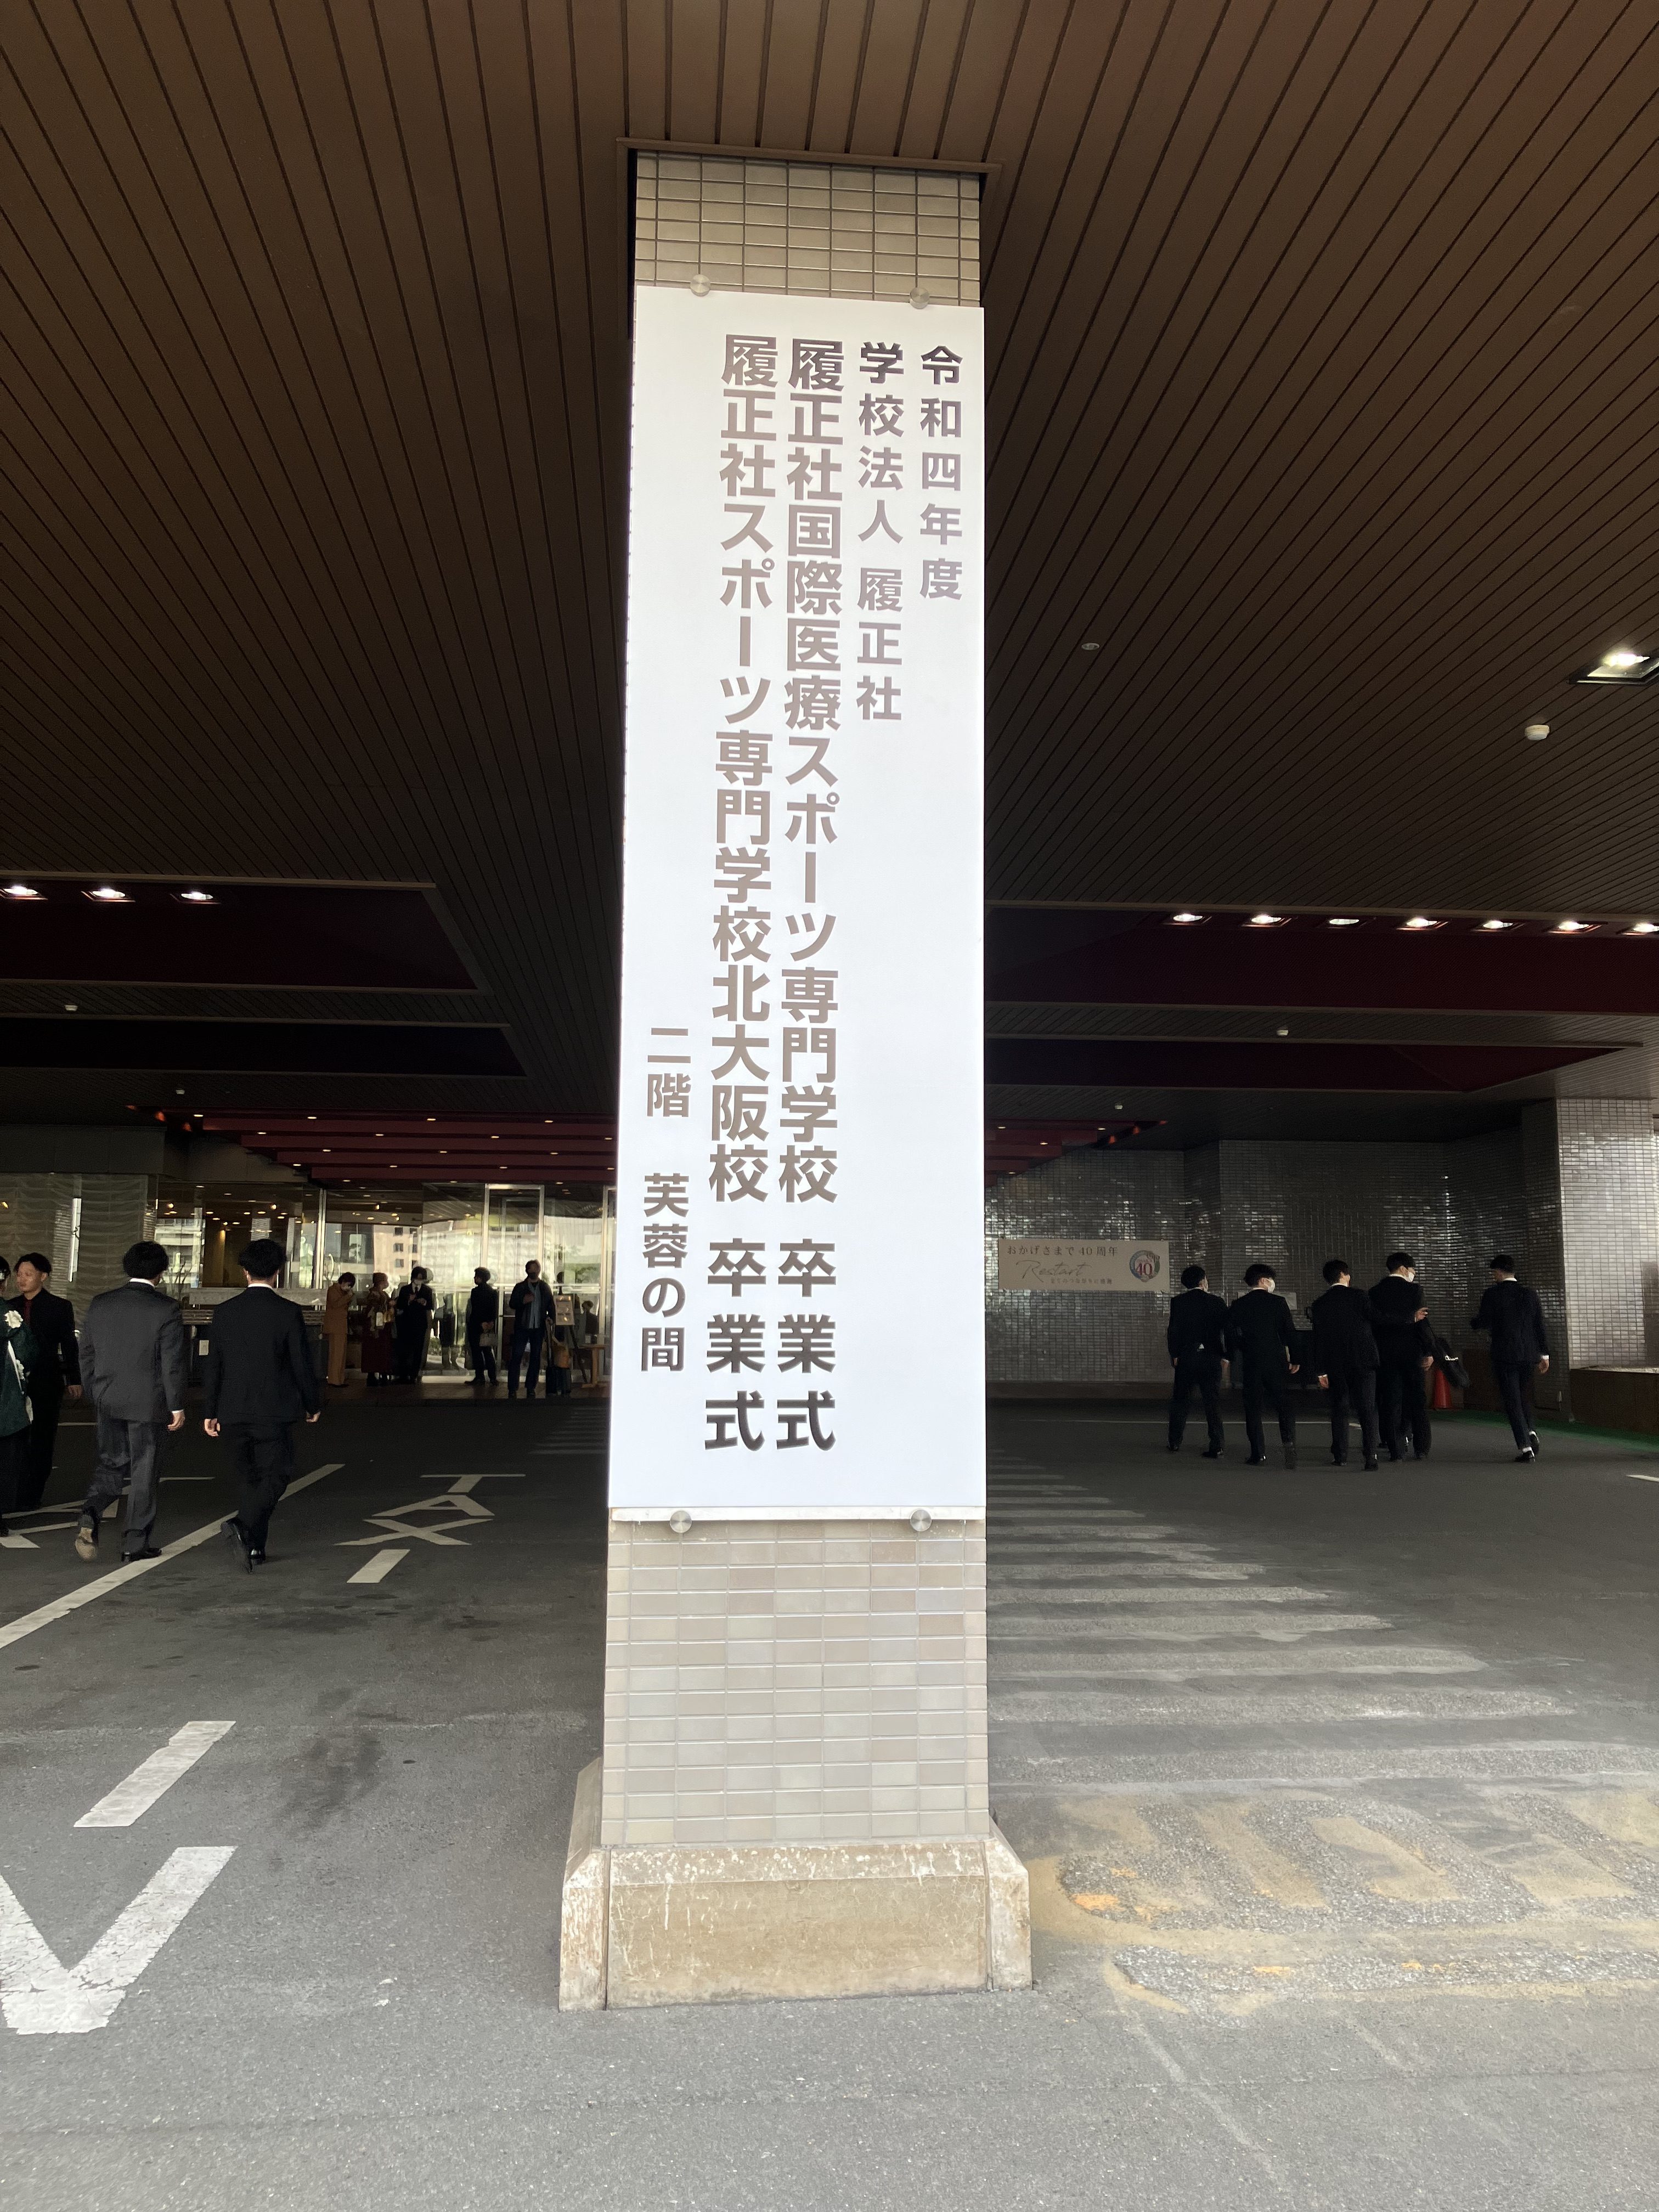 令和四年度
学校法人 履正社
履正社国際医療スポーツ専門学校 卒業式
履正社スポーツ専門学校北大阪校 卒業式
二階 芙蓉の間
おかげさまで40周年
Restart
40